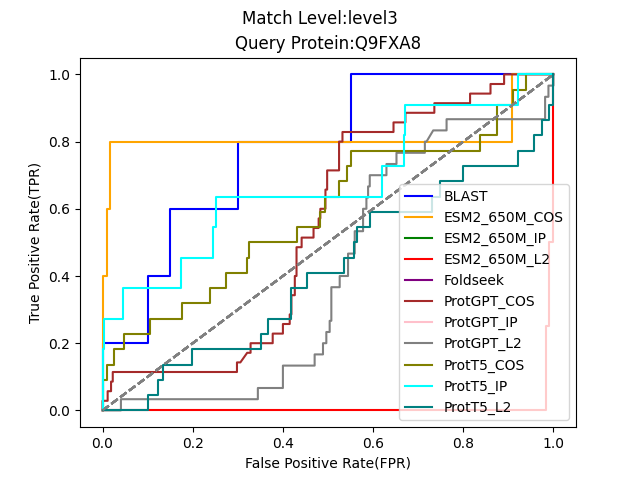 Match Level:level3
Query Protein:Q9FXA8
True Positive Rate(TPR)
1.0
0.8
0.6
0.4
0.2
0.0
0.0
0.2
0.4
0.6
0.8
1.0
False Positive Rate(FPR)
BLAST
ESM2_650M_COS
ESM2_650M_IP
ESM2_650M_L2
Foldseek
ProtGPT_COS
ProtGPT_IP
ProtGPT_L2
ProtT5_COS
ProtT5_IP
ProtT5_L2